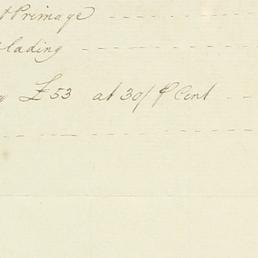 & Primage
lading
£53 at 30/ ₱ Cent